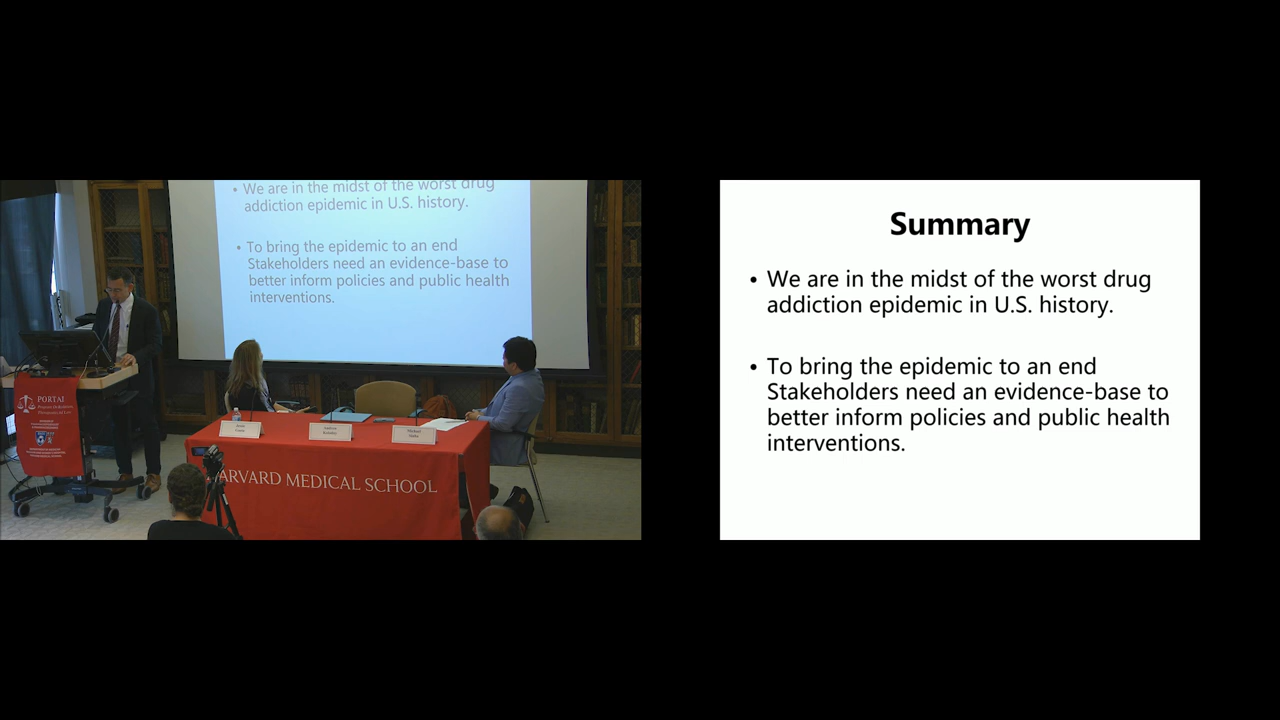 We are in the midst of the worst drug
addiction epidemic in U.S. history.
To bring the epidemic to an end
Stakeholders need an evidence-base to
better inform policies and public health
interventions.
PORTAL
HARVARD MEDICAL SCHOOL
Summary
• We are in the midst of the worst drug
addiction epidemic in U.S. history.
• To bring the epidemic to an end
Stakeholders need an evidence-base to
better inform policies and public health
interventions.